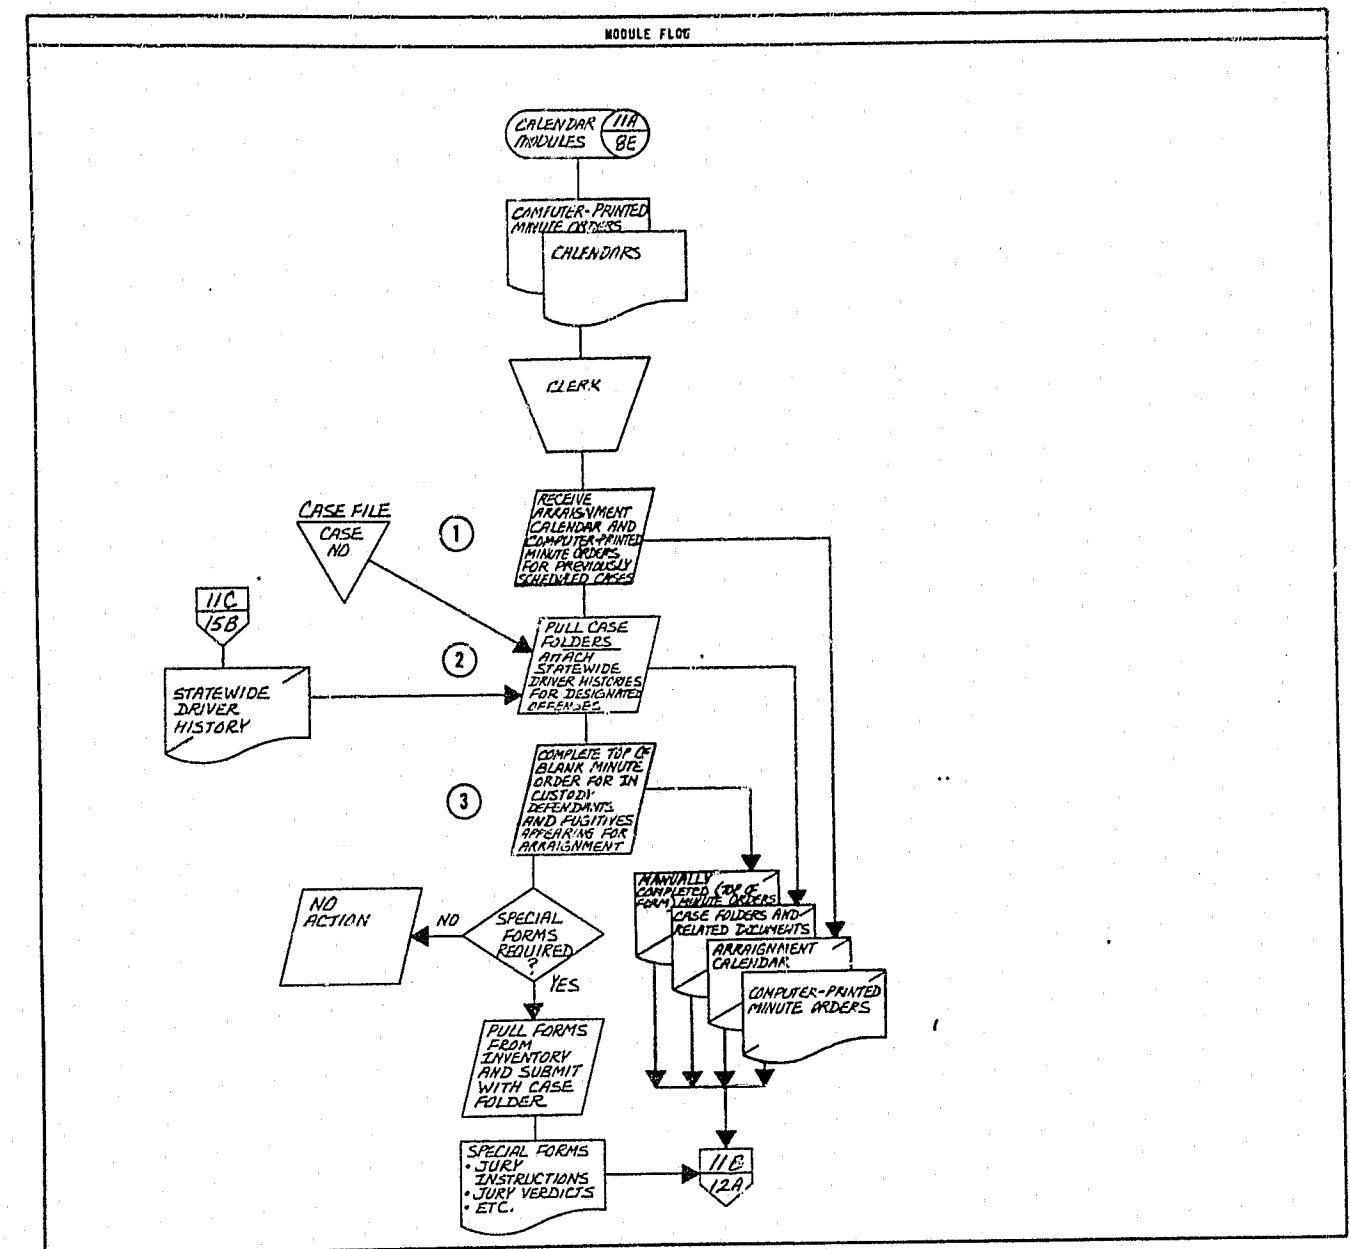 MODULE FLOG
CALENDAR
MODULES
11A
8E
COMPUTER-PRINTED
MINUTE ORDERS
CALENDARS
CLERK
RECEIVE
ARRAIGNMENT
CALENDAR AND
COMPUTER-PRINTED
MINUTE ORDERS
FOR PREVIOUSLY
SCHEDULED CASES
CASE FILE
CASE
NO
1
11C
15B
PULL CASE
FOLDERS
ATTACH
STATEWIDE
DRIVER HISTORIES
FOR DESIGNATED
OFFENSES
2
STATEWIDE
DRIVER
HISTORY
COMPLETE TOP OF
BLANK MINUTE
ORDER FOR IN
CUSTODY
DEFENDANTS
AND FUGITIVES
APPEARING FOR
ARRAIGNMENT
3
MANUALLY
COMPLETED (TOP OF
FORM) MINUTE ORDERS
CASE FOLDERS AND
RELATED DOCUMENTS
ARRAIGNMENT
CALENDAR
COMPUTER-PRINTED
MINUTE ORDERS
NO
ACTION
NO
SPECIAL
FORMS
REQUIRED
?
YES
PULL FORMS
FROM
INVENTORY
AND SUBMIT
WITH CASE
FOLDER
SPECIAL FORMS
• JURY
INSTRUCTIONS
• JURY VERDICTS
• ETC.
12A